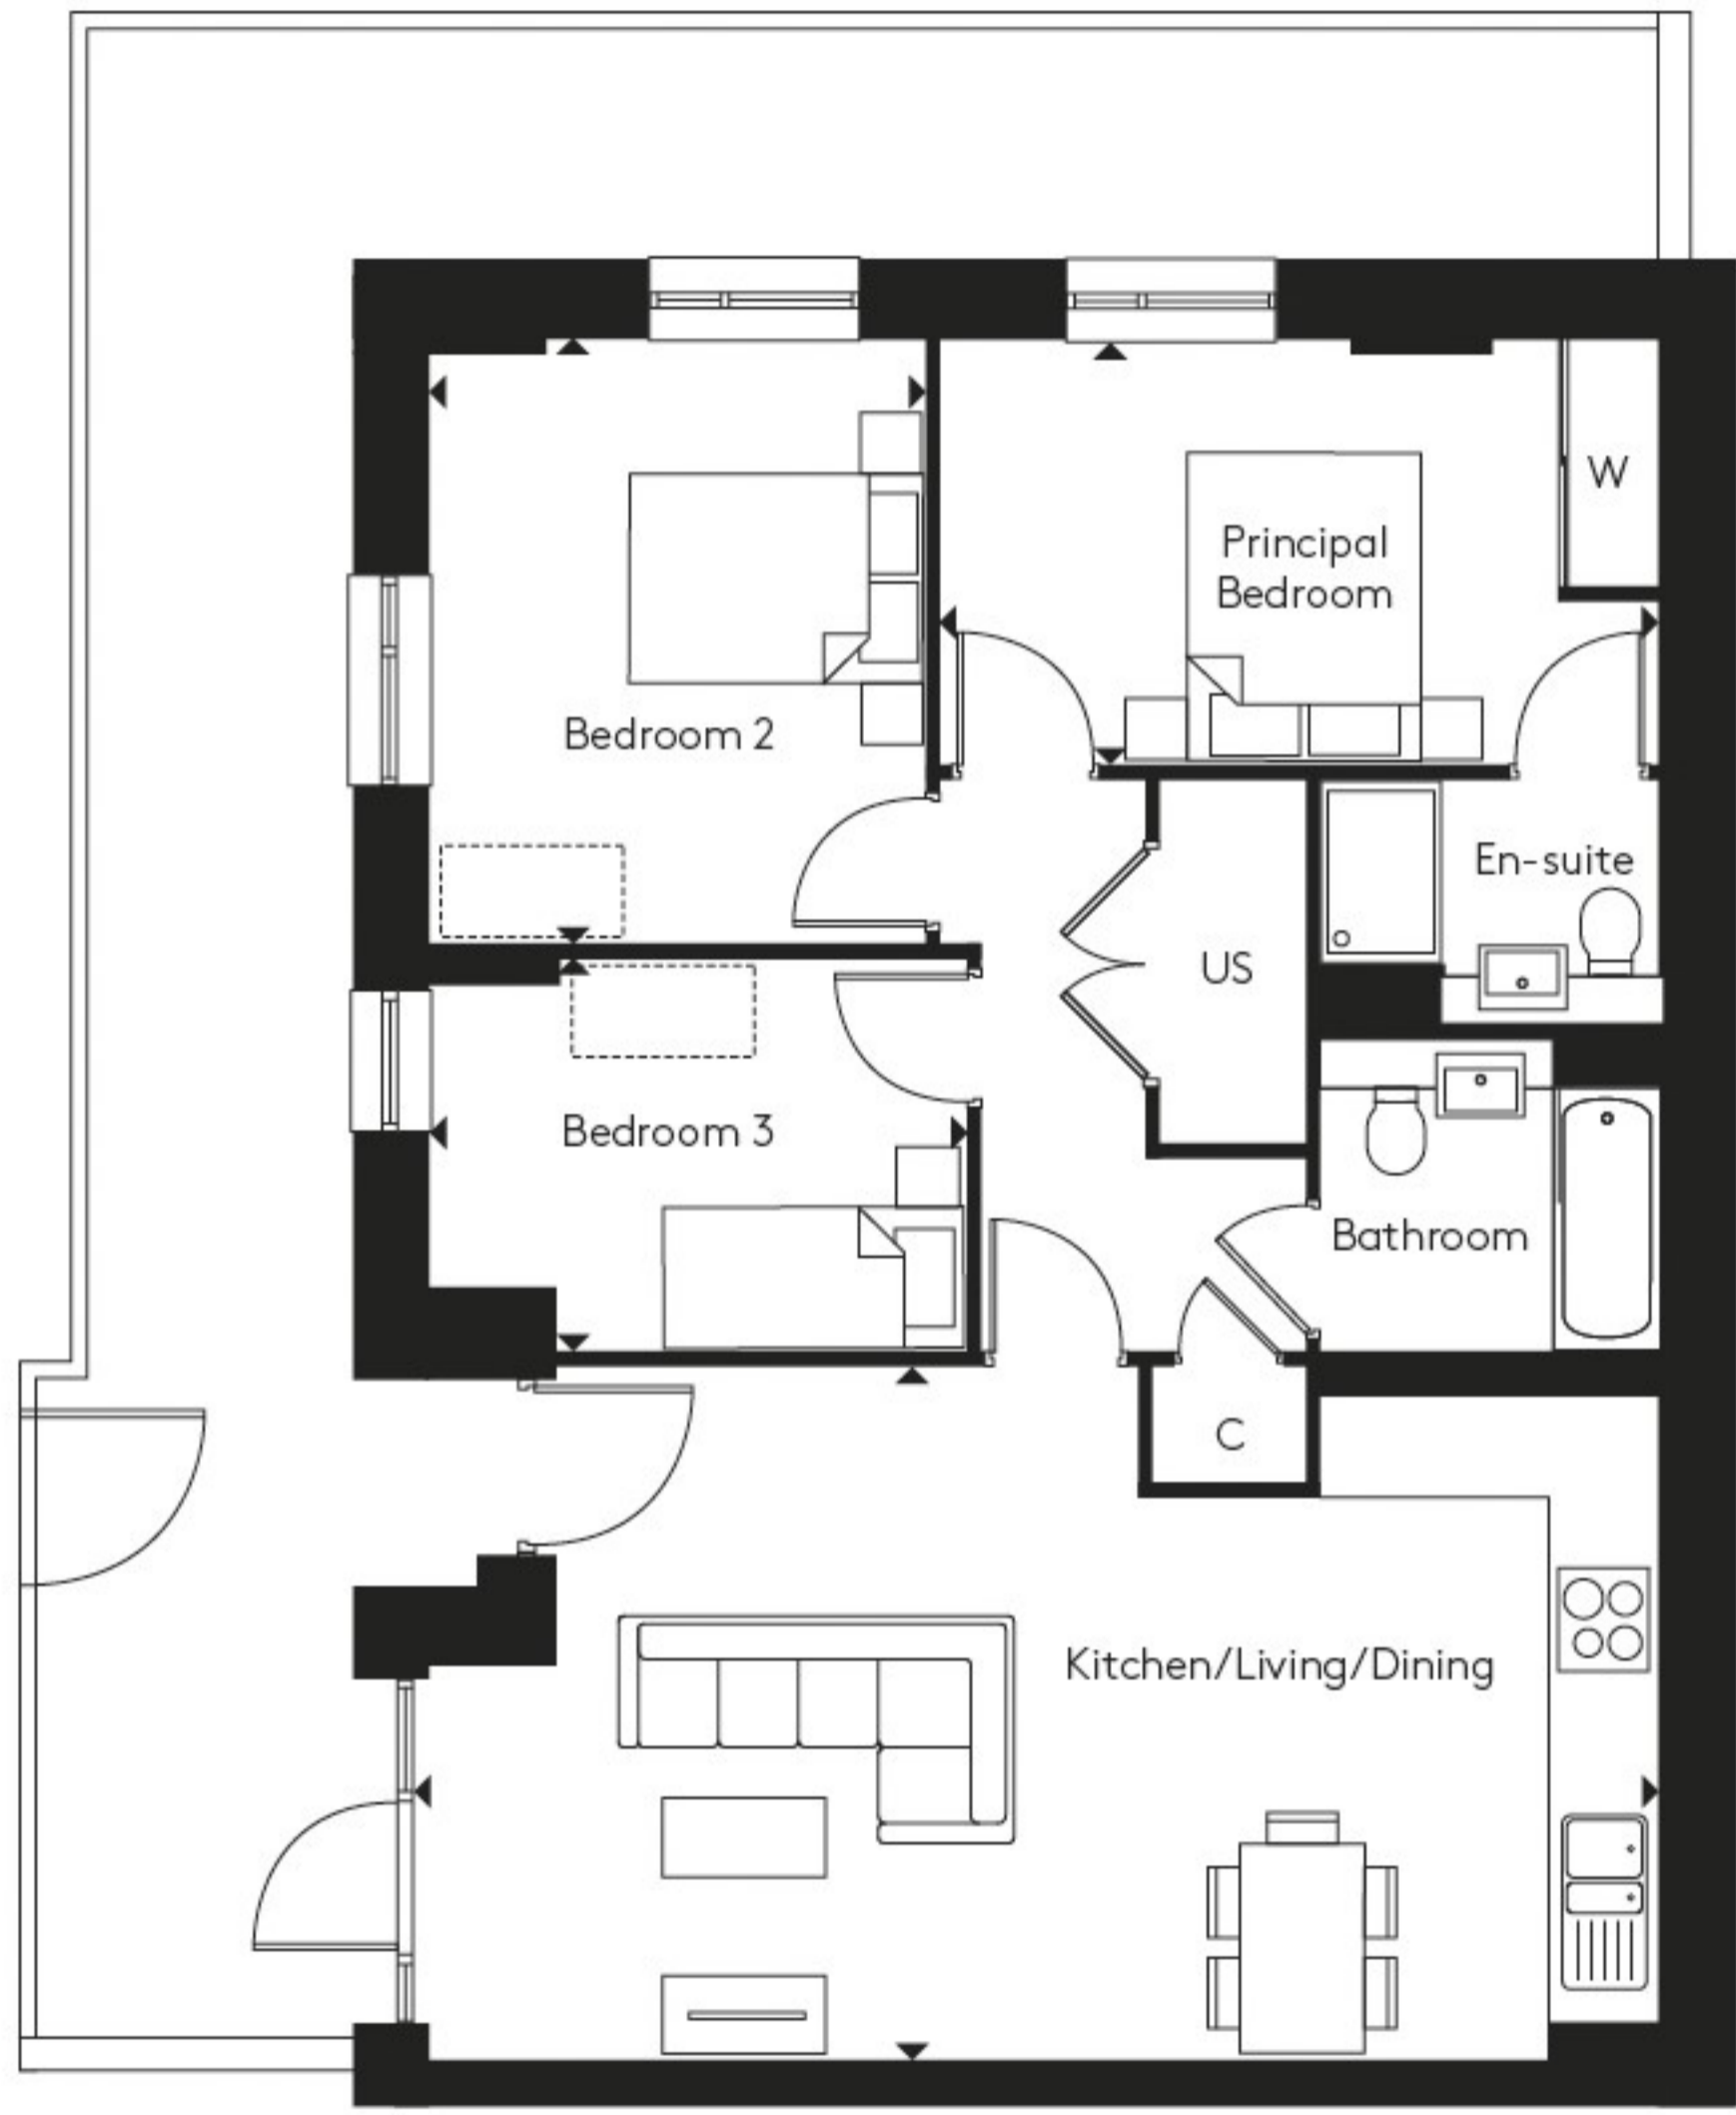 W
Principal
Bedroom
Bedroom 2
En-suite
US
Bedroom 3
Bathroom
C
Kitchen/Living/Dining